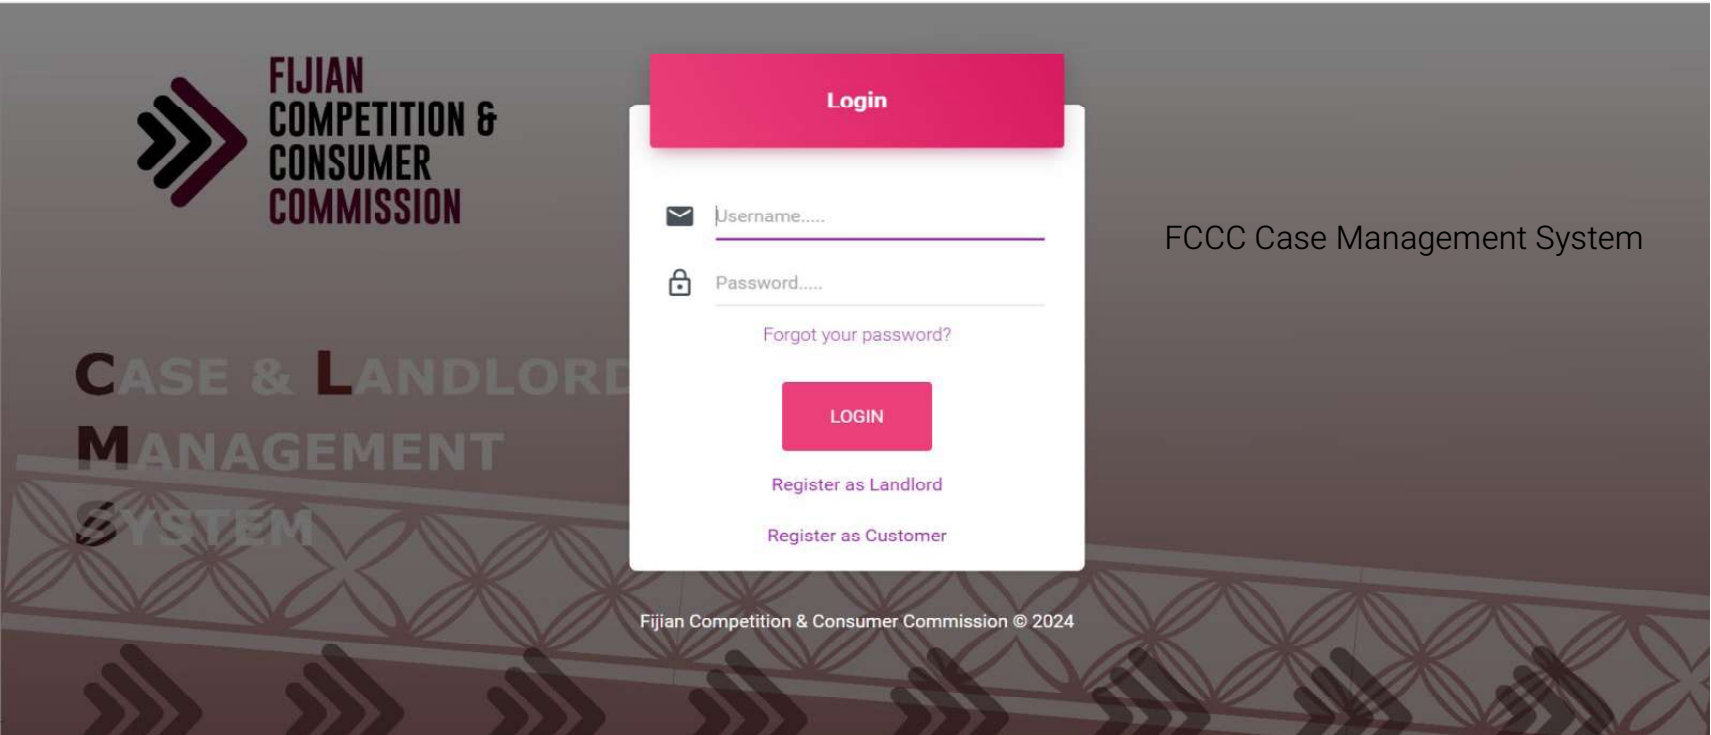 FIJIAN
COMPETITION &
CONSUMER
COMMISSION
CASE & LANDLORD
MANAGEMENT
SYSTEM
Login
Username.....
Password.....
Forgot your password?
LOGIN
Register as Landlord
Register as Customer
Fijian Competition & Consumer Commission © 2024
FCCC Case Management System